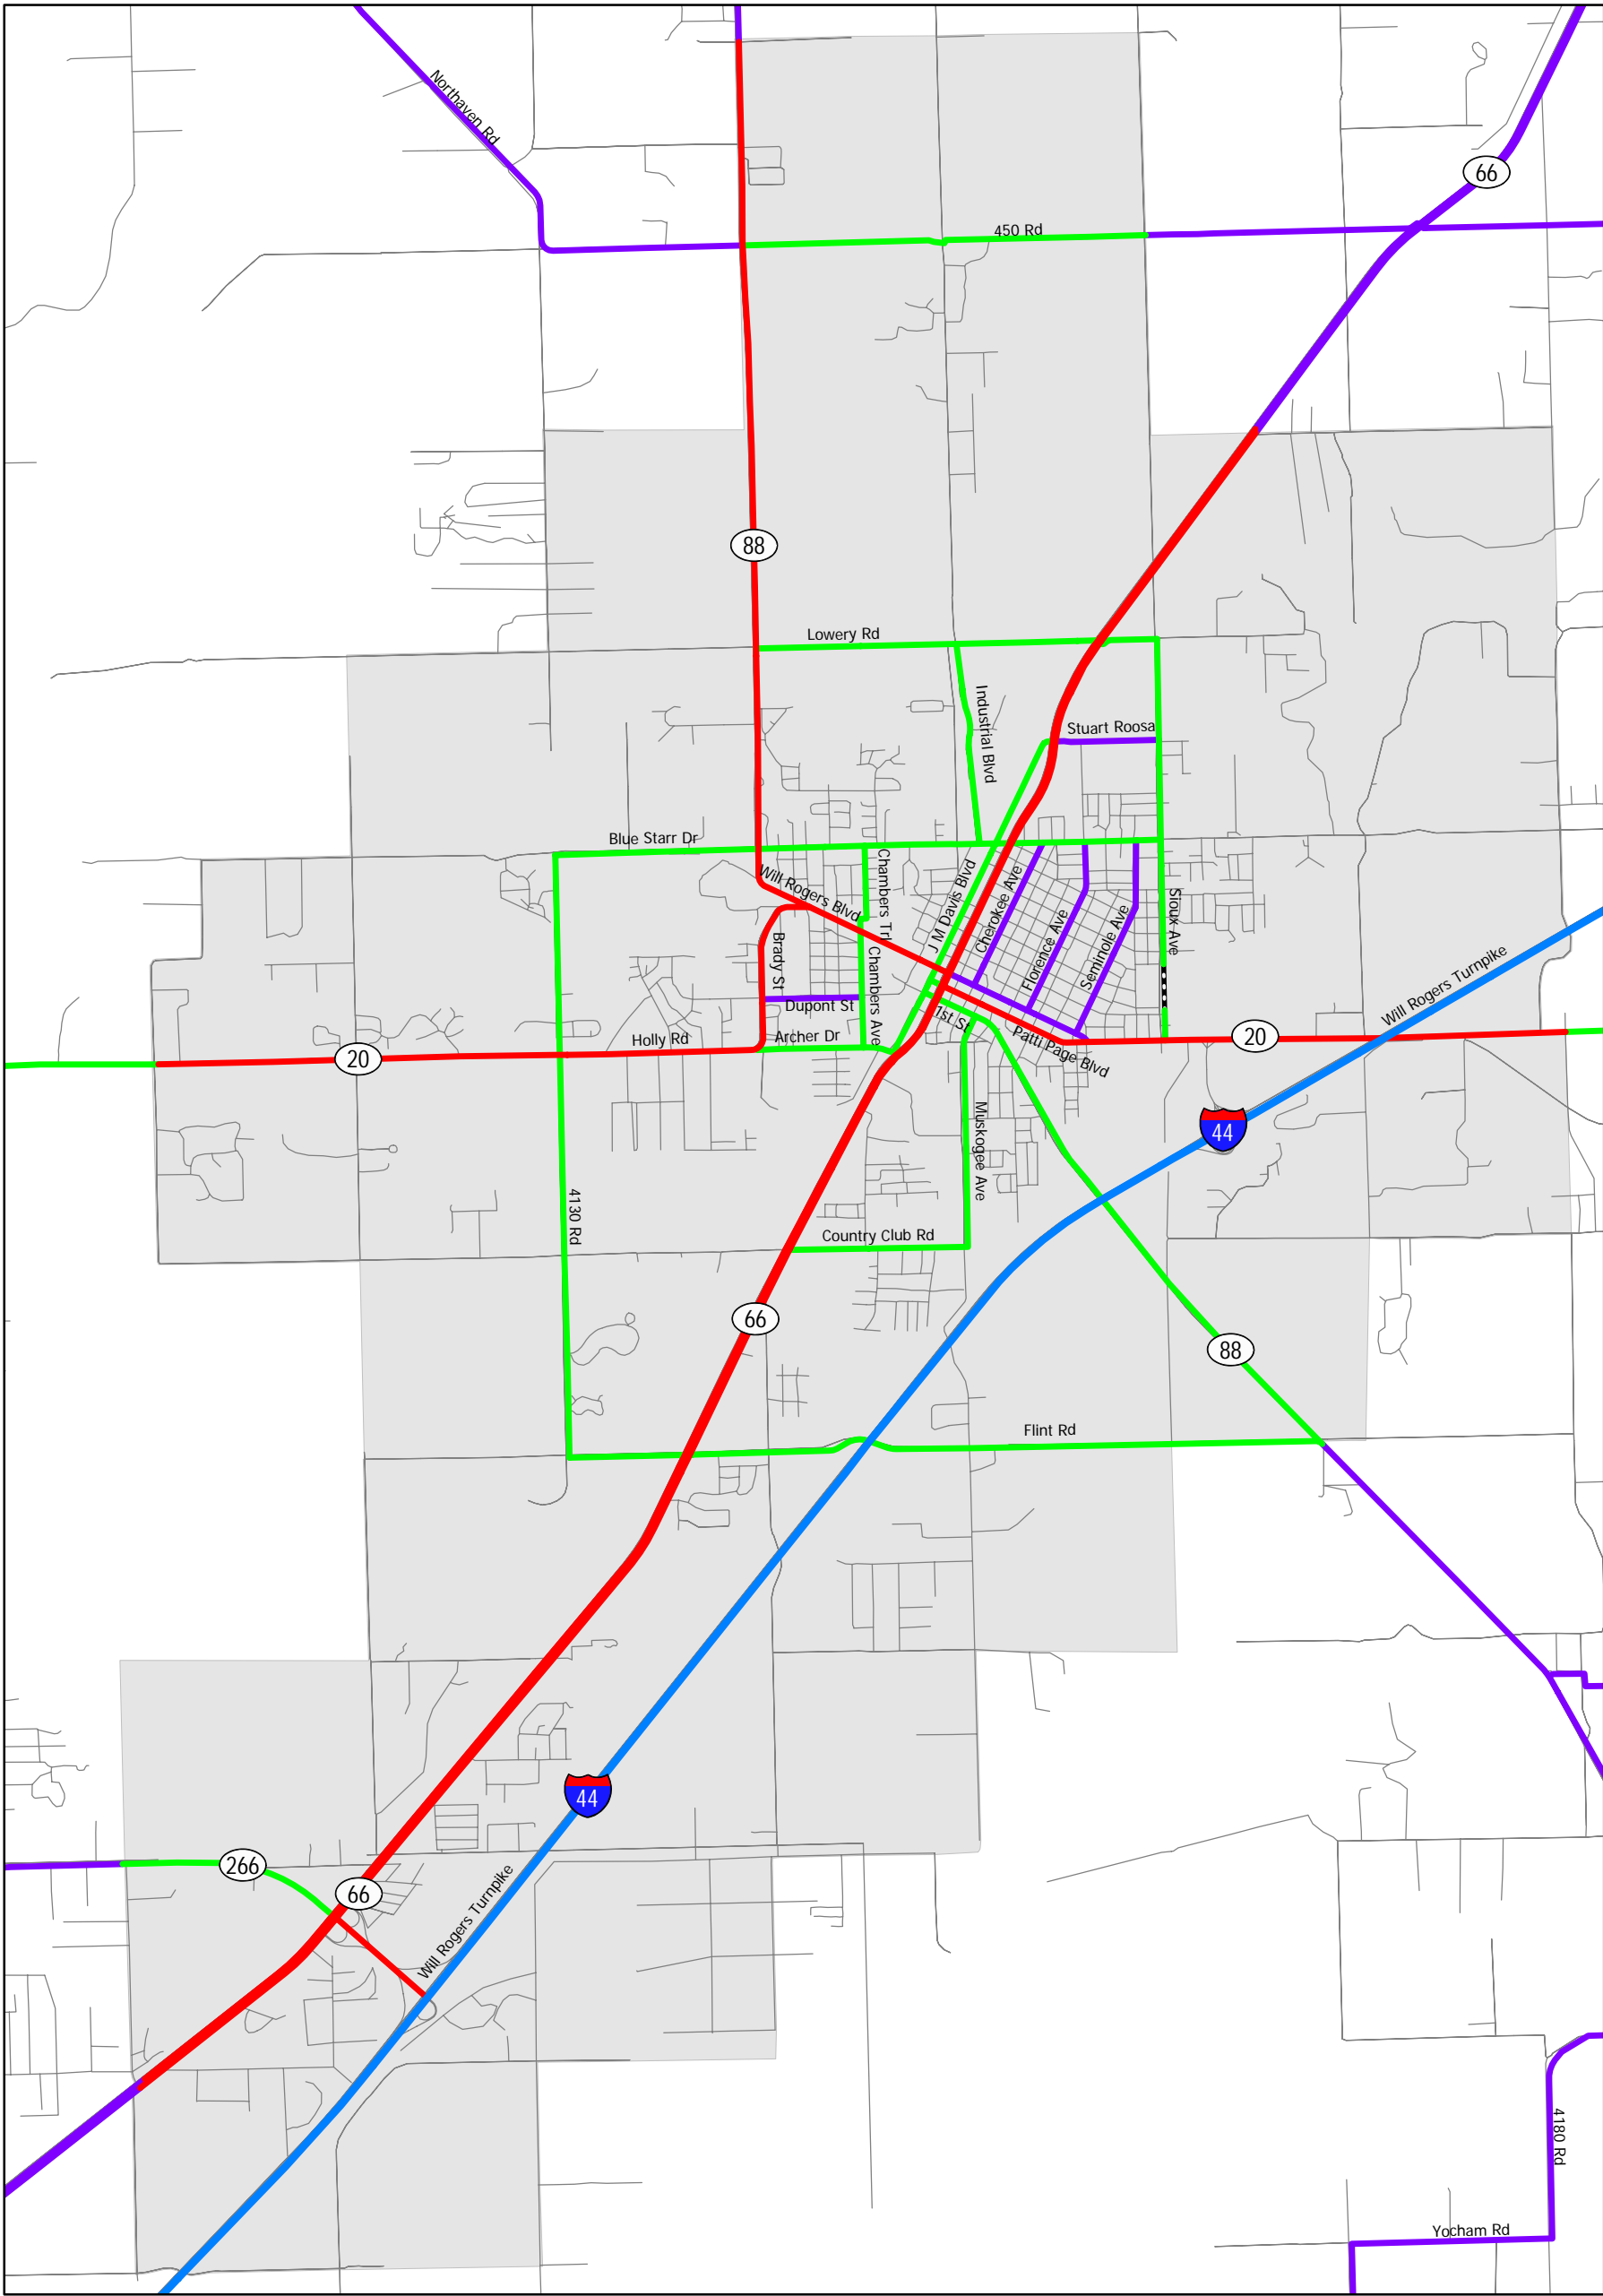 Northaven Rd
66
450 Rd
88
Lowery Rd
Industrial Blvd
Stuart Roosa
Blue Starr Dr
Will Rogers Blvd
Chambers Trl
J M Davis Blvd
Cherokee Ave
Florence Ave
Seminole Ave
Sioux Ave
Brady St
Chambers Ave
Dupont St
1st St
Will Rogers Turnpike
Holly Rd
Archer Dr
Patti Page Blvd
20
20
44
Muskogee Ave
4130 Rd
Country Club Rd
66
88
Flint Rd
44
266
66
Will Rogers Turnpike
4180 Rd
Yocham Rd